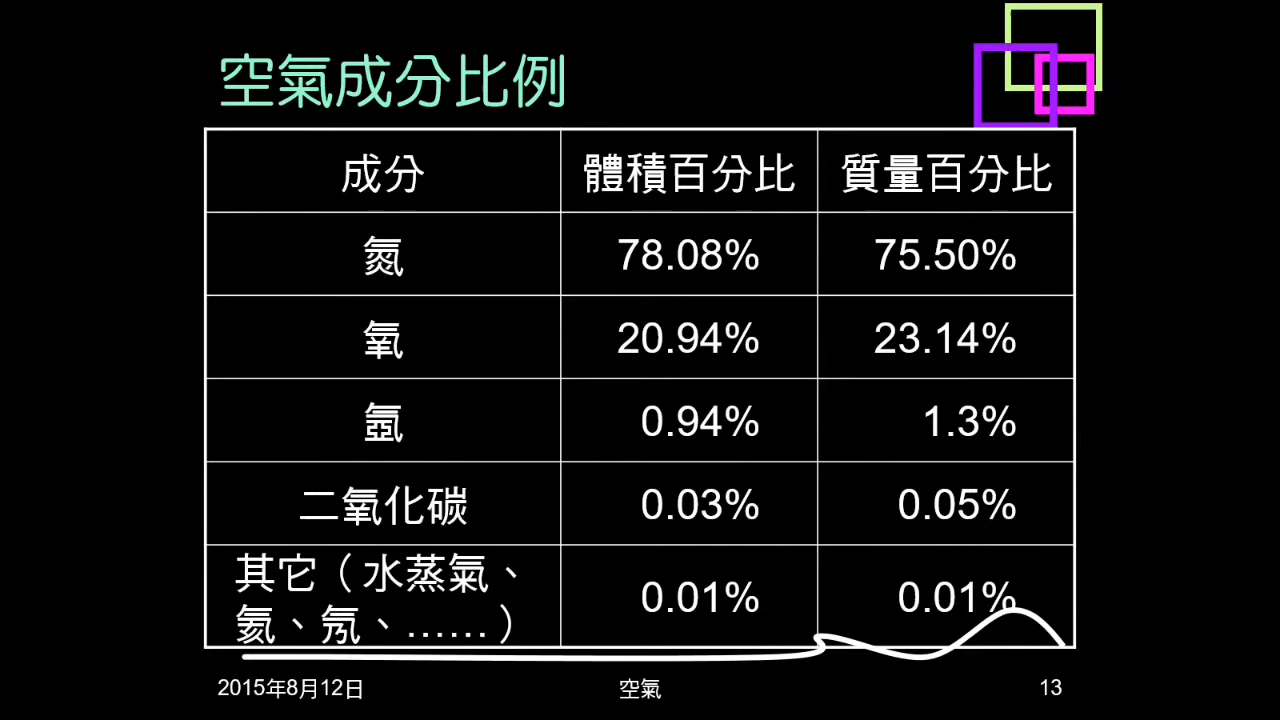 空氣成分比例
成分 體積百分比 質量百分比
氮 78.08% 75.50%
氧 20.94% 23.14%
氬 0.94% 1.3%
二氧化碳 0.03% 0.05%
其它（水蒸氣、
氦、氖、……） 0.01% 0.01%
2015年8月12日 空氣 13